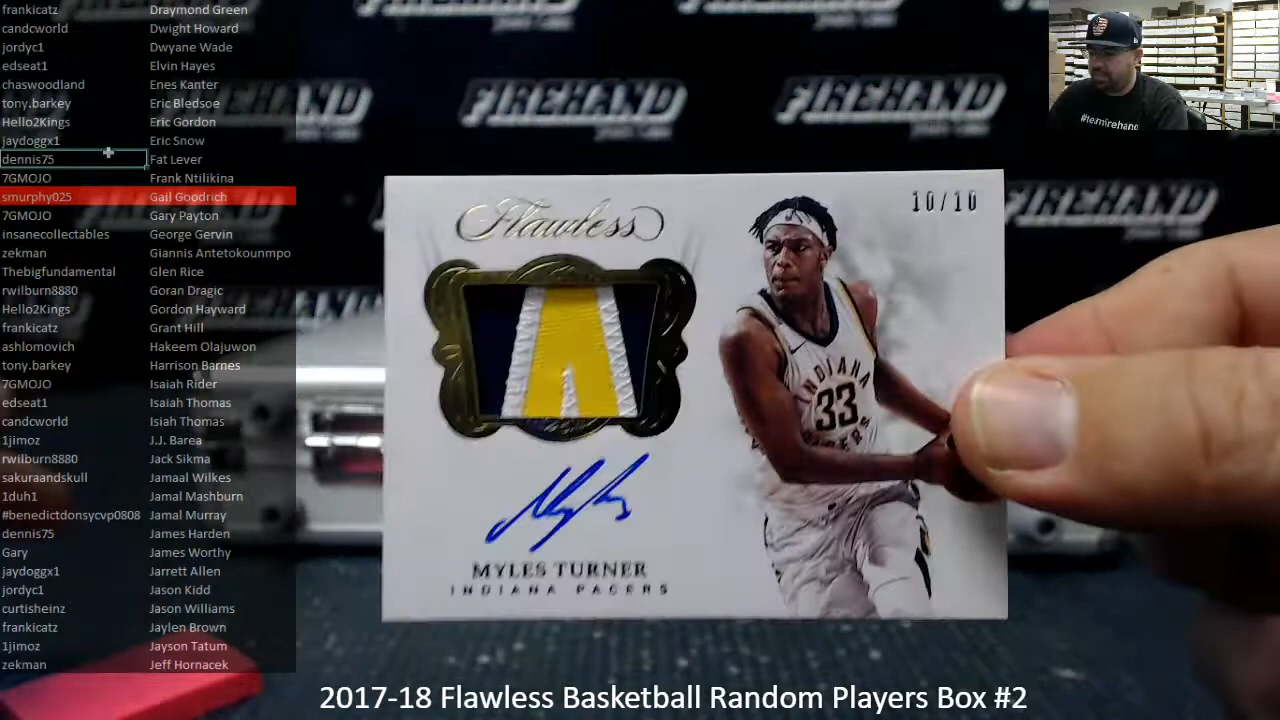 frankicatz Draymond Green
candcworld Dwight Howard
jordyc1 Dwyane Wade
edseat1 Elvin Hayes
chaswoodland Enes Kanter
tony.barkey Eric Bledsoe
Hello2Kings Eric Gordon
jaydoggx1 Eric Snow
dennis75 Fat Lever
7GMOJO Frank Ntilikina
smurphy025 Gail Goodrich
7GMOJO Gary Payton
insanecollectables George Gervin
zekman Giannis Antetokounmpo
Thebigfundamental Glen Rice
rwilburn8880 Goran Dragic
Hello2Kings Gordon Hayward
frankicatz Grant Hill
ashlomovich Hakeem Olajuwon
tony.barkey Harrison Barnes
7GMOJO Isaiah Rider
edseat1 Isaiah Thomas
candcworld Isiah Thomas
1jimoz J.J. Barea
rwilburn8880 Jack Sikma
sakuraandskull Jamaal Wilkes
1duh1 Jamal Mashburn
#benedictdonsycvp0808 Jamal Murray
dennis75 James Harden
Gary James Worthy
jaydoggx1 Jarrett Allen
jordyc1 Jason Kidd
curtisheinz Jason Williams
frankicatz Jaylen Brown
1jimoz Jayson Tatum
zekman Jeff Hornacek
FIREHAND
FIREHAND
FIREHAND
FIREHAND
#teamfirehand
Flawless
10/10
INDIANA
33
PACERS
MYLES TURNER
INDIANA PACERS
2017-18 Flawless Basketball Random Players Box #2